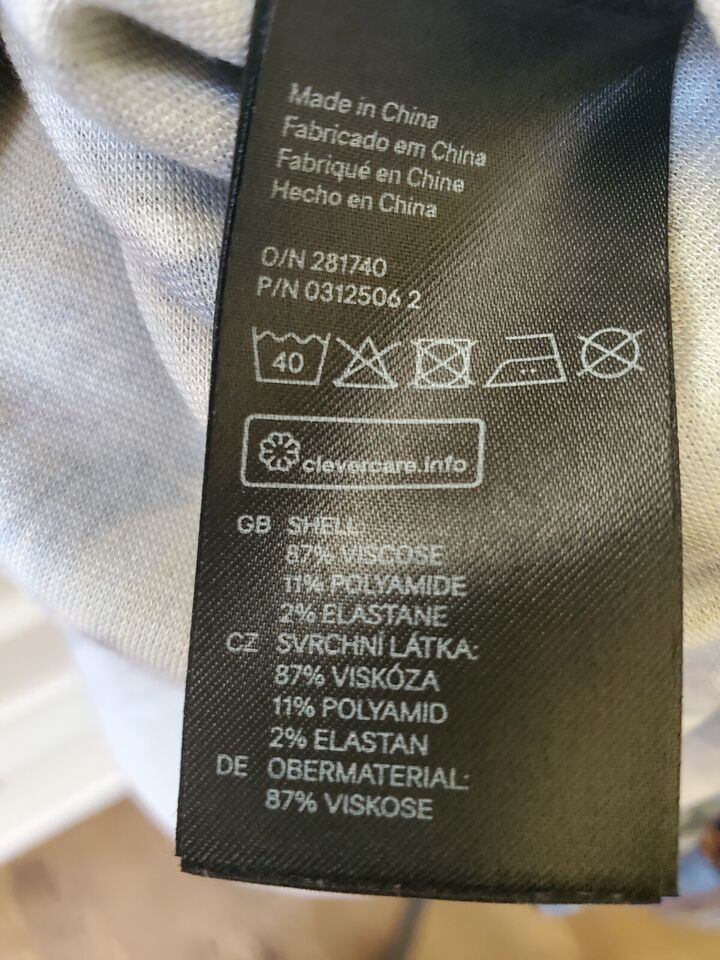 Made in China
Fabricado em China
Fabriqué en Chine
Hecho en China
O/N 281740
P/N 0312506 2
40
clevercare.info
GB SHELL:
87% VISCOSE
11% POLYAMIDE
2% ELASTANE
CZ SVRCHNÍ LÁTKA:
87% VISKÓZA
11% POLYAMID
2% ELASTAN
DE OBERMATERIAL:
87% VISKOSE